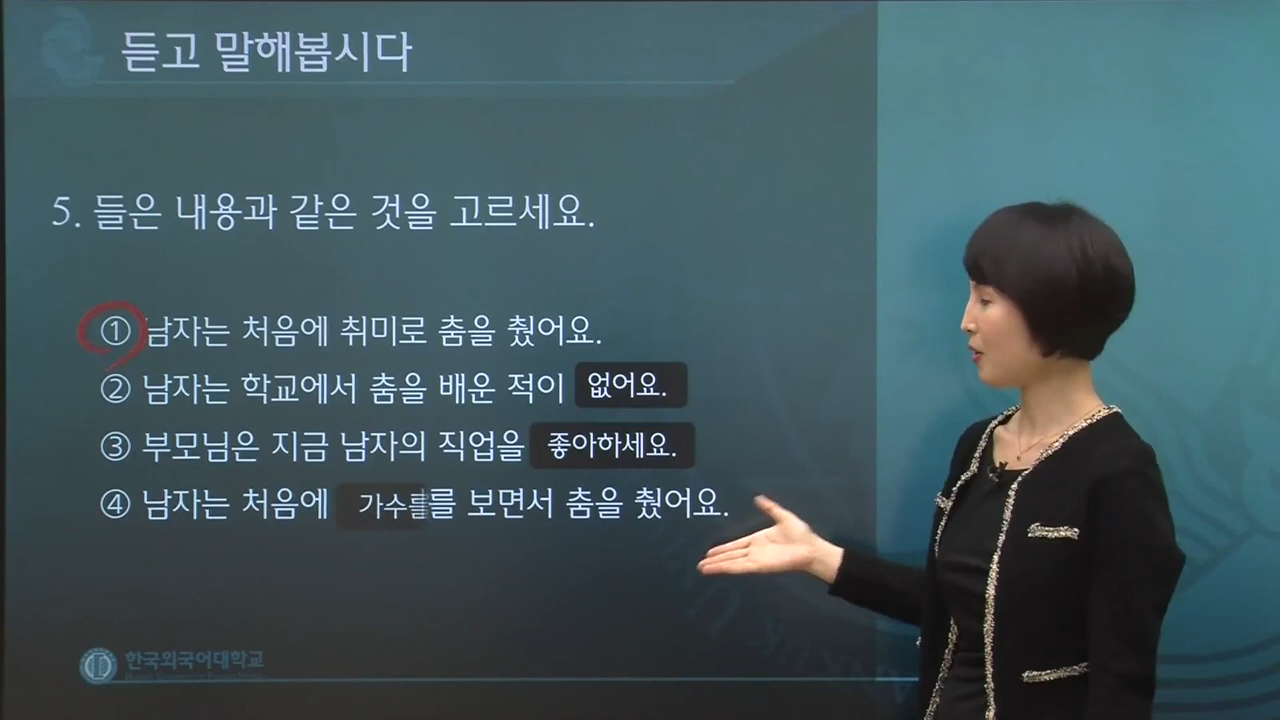 듣고 말해봅시다
5. 들은 내용과 같은 것을 고르세요.
① 남자는 처음에 취미로 춤을 췄어요.
② 남자는 학교에서 춤을 배운 적이 없어요.
③ 부모님은 지금 남자의 직업을 좋아하세요.
④ 남자는 처음에 가수를 보면서 춤을 췄어요.
한국외국어대학교